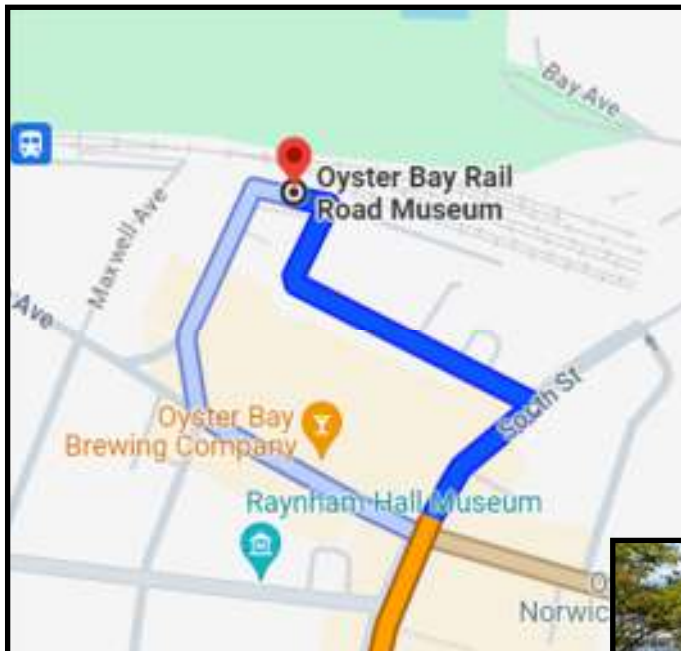 Bay Ave
Oyster Bay Rail
Road Museum
Maxwell Ave
Ave
South St
Oyster Bay
Brewing Company
Raynham Hall Museum
O
Norwic